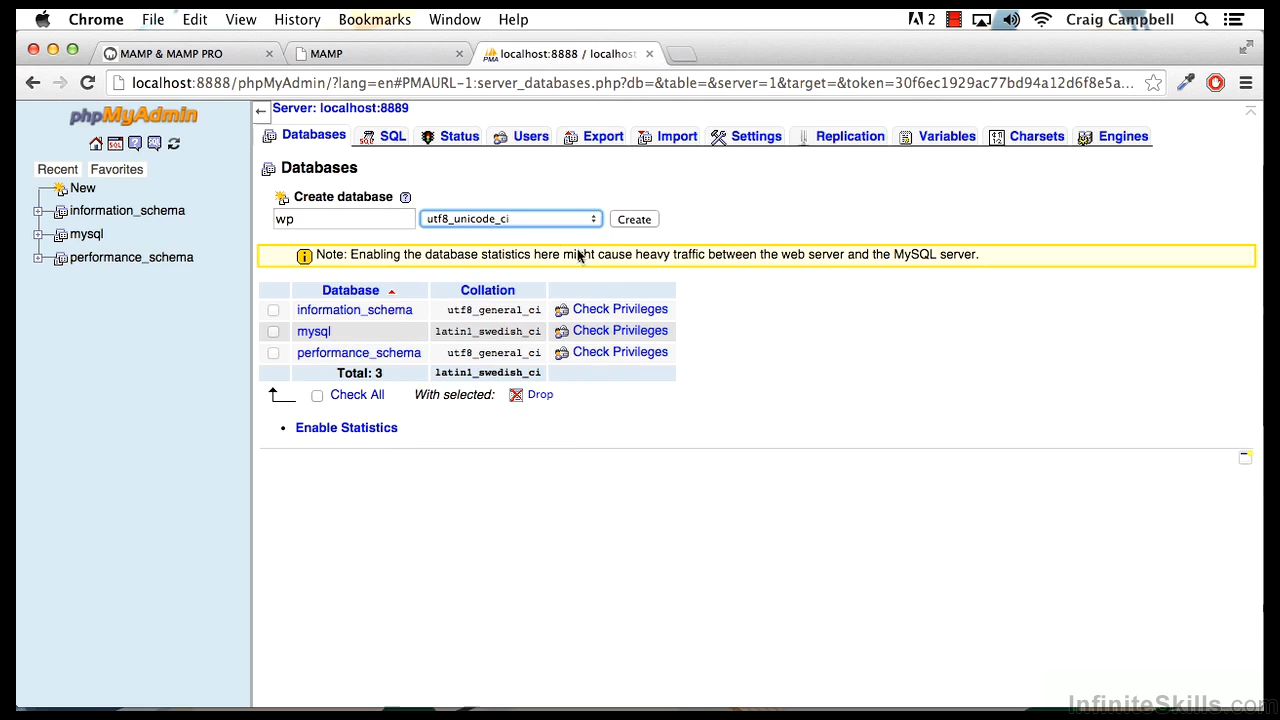 Chrome File Edit View History Bookmarks Window Help 2 Craig Campbell
MAMP & MAMP PRO MAMP localhost:8888 / localhost
localhost:8888/phpMyAdmin/?lang=en#PMAURL-1:server_databases.php?db=&table=&server=1&target=&token=30f6ec1929ac77bd94a12d6f8e5a...
phpMyAdmin
Recent Favorites
New
information_schema
mysql
performance_schema
Server: localhost:8889
Databases SQL Status Users Export Import Settings Replication Variables Charsets Engines
Databases
Create database
wp utf8_unicode_ci Create
Note: Enabling the database statistics here might cause heavy traffic between the web server and the MySQL server.
Database Collation
information_schema utf8_general_ci Check Privileges
mysql latin1_swedish_ci Check Privileges
performance_schema utf8_general_ci Check Privileges
Total: 3 latin1_swedish_ci
Check All With selected: Drop
• Enable Statistics
InfiniteSkills.com